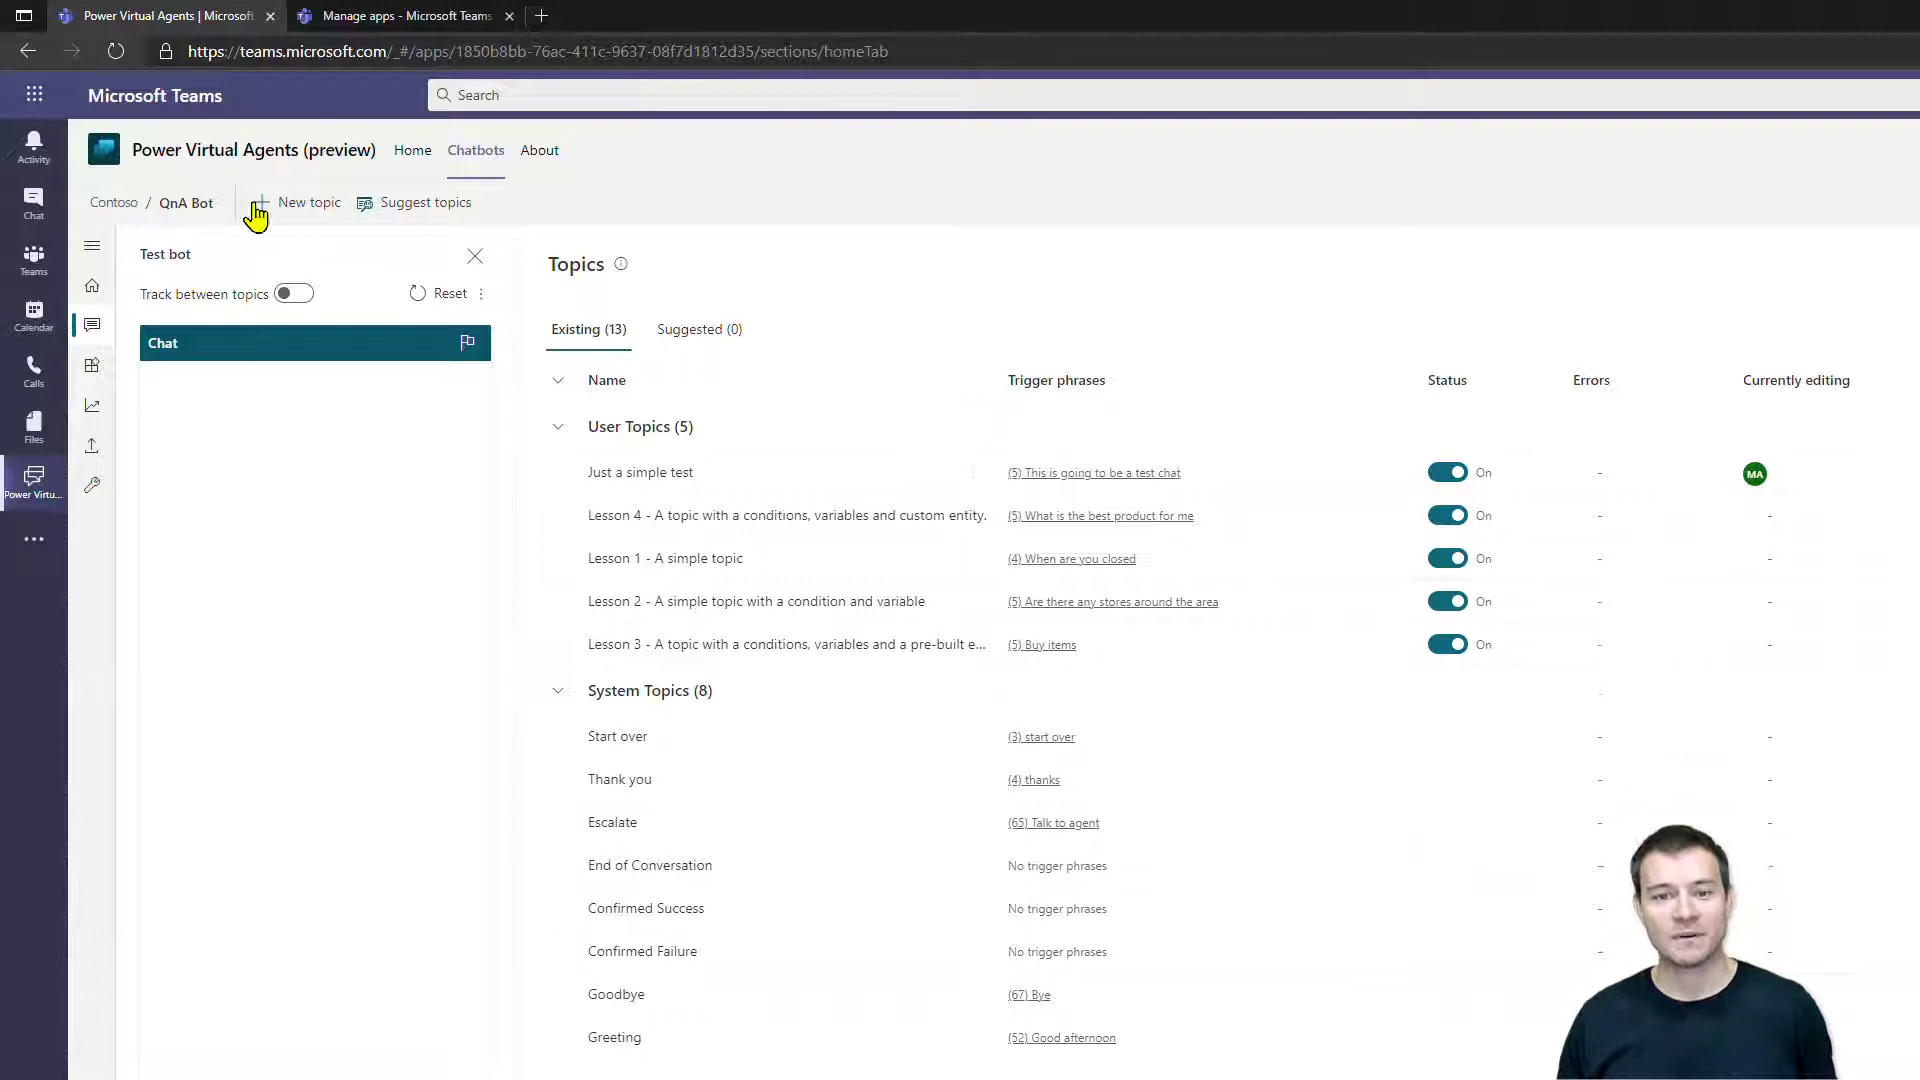 Power Virtual Agents | Microsoft
Manage apps - Microsoft Teams
https://teams.microsoft.com/_#/apps/1850b8bb-76ac-411c-9637-08f7d1812d35/sections/homeTab
Microsoft Teams
Search
Activity
Chat
Teams
Calendar
Calls
Files
Power Virtu...
Power Virtual Agents (preview) Home Chatbots About
Contoso / QnA Bot New topic Suggest topics
Test bot
Track between topics Reset
Chat
Topics
Existing (13) Suggested (0)
Name Trigger phrases Status Errors Currently editing
User Topics (5)
Just a simple test (5) This is going to be a test chat On - MA
Lesson 4 - A topic with a conditions, variables and custom entity. (5) What is the best product for me On - -
Lesson 1 - A simple topic (4) When are you closed On - -
Lesson 2 - A simple topic with a condition and variable (5) Are there any stores around the area On - -
Lesson 3 - A topic with a conditions, variables and a pre-built e... (5) Buy items On - -
System Topics (8) -
Start over (3) start over - -
Thank you (4) thanks - -
Escalate (65) Talk to agent - -
End of Conversation No trigger phrases - -
Confirmed Success No trigger phrases - -
Confirmed Failure No trigger phrases - -
Goodbye (67) Bye - -
Greeting (52) Good afternoon